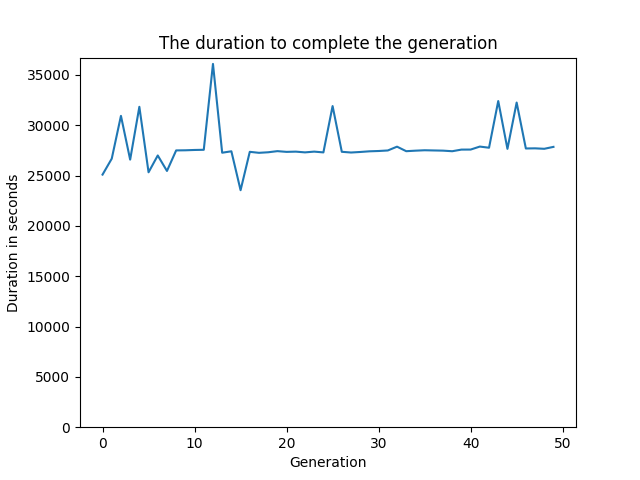 The duration to complete the generation
35000
30000
25000
20000
15000
10000
5000
0
Duration in seconds
0 10 20 30 40 50
Generation